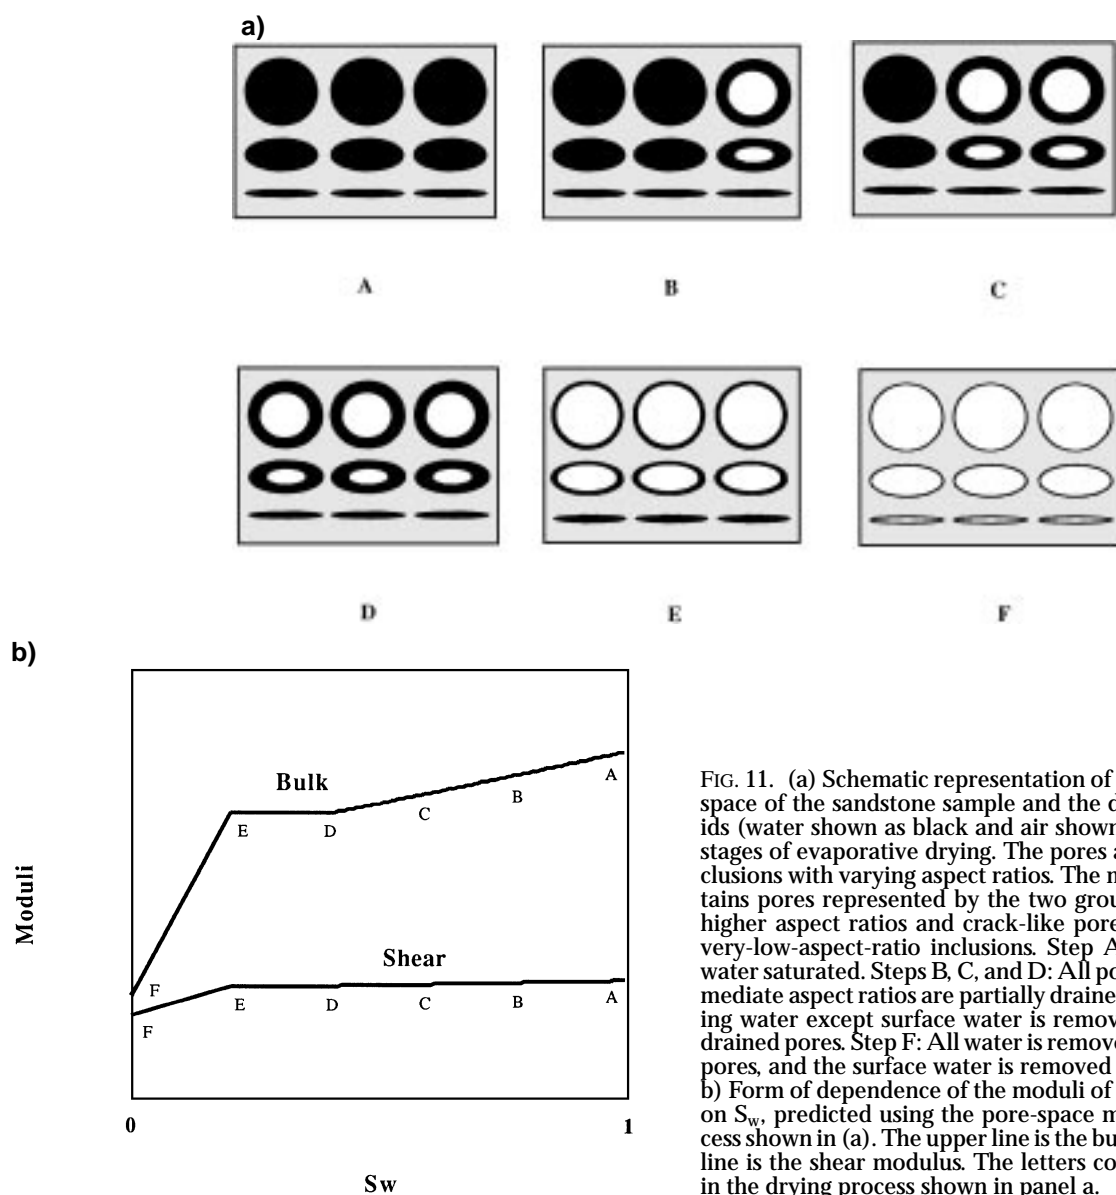 a)
A
B
C
D
E
F
b)
Bulk
A
B
C
D
E
Shear
F
F
E
D
C
B
A
Moduli
0
1
Sw
FIG. 11. (a) Schematic representation of
space of the sandstone sample and the d
ids (water shown as black and air shown
stages of evaporative drying. The pores a
clusions with varying aspect ratios. The m
tains pores represented by the two grou
higher aspect ratios and crack-like pore
very-low-aspect-ratio inclusions. Step A
water saturated. Steps B, C, and D: All po
mediate aspect ratios are partially draine
ing water except surface water is remov
drained pores. Step F: All water is remove
pores, and the surface water is removed
b) Form of dependence of the moduli of
on Sw, predicted using the pore-space m
cess shown in (a). The upper line is the bu
line is the shear modulus. The letters co
in the drying process shown in panel a.